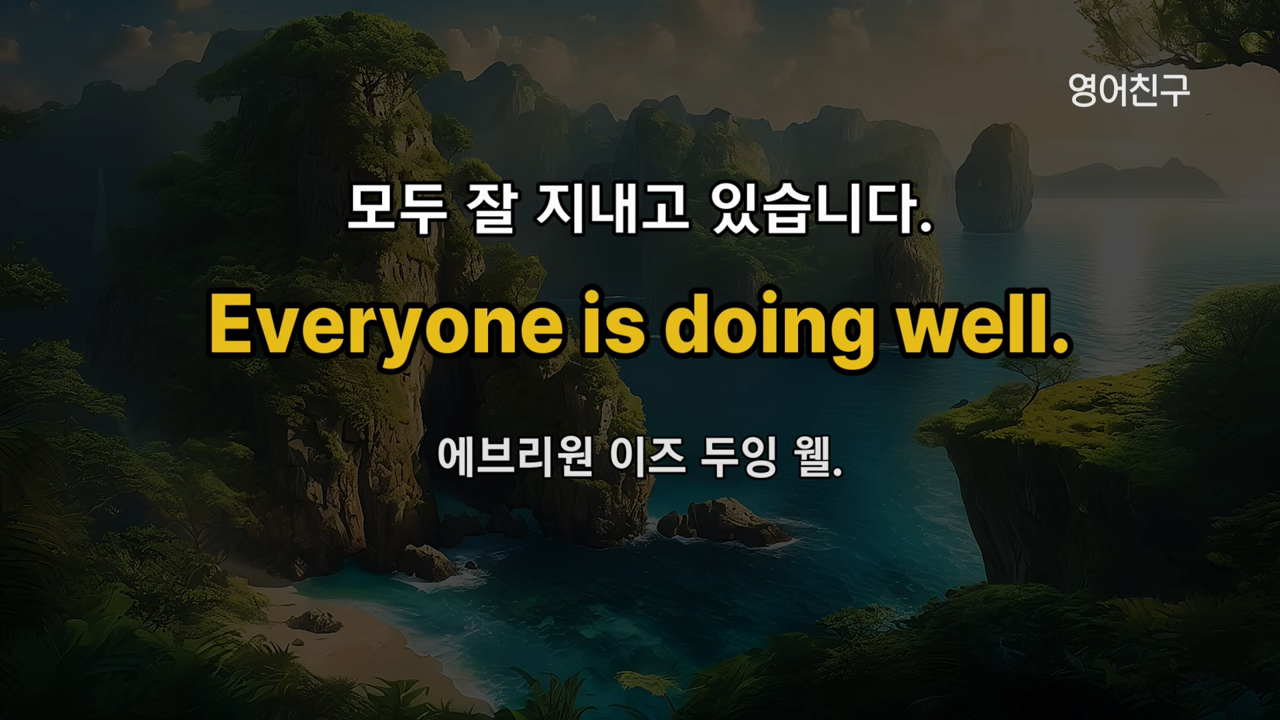 영어친구
모두 잘 지내고 있습니다.
Everyone is doing well.
에브리원 이즈 두잉 웰.